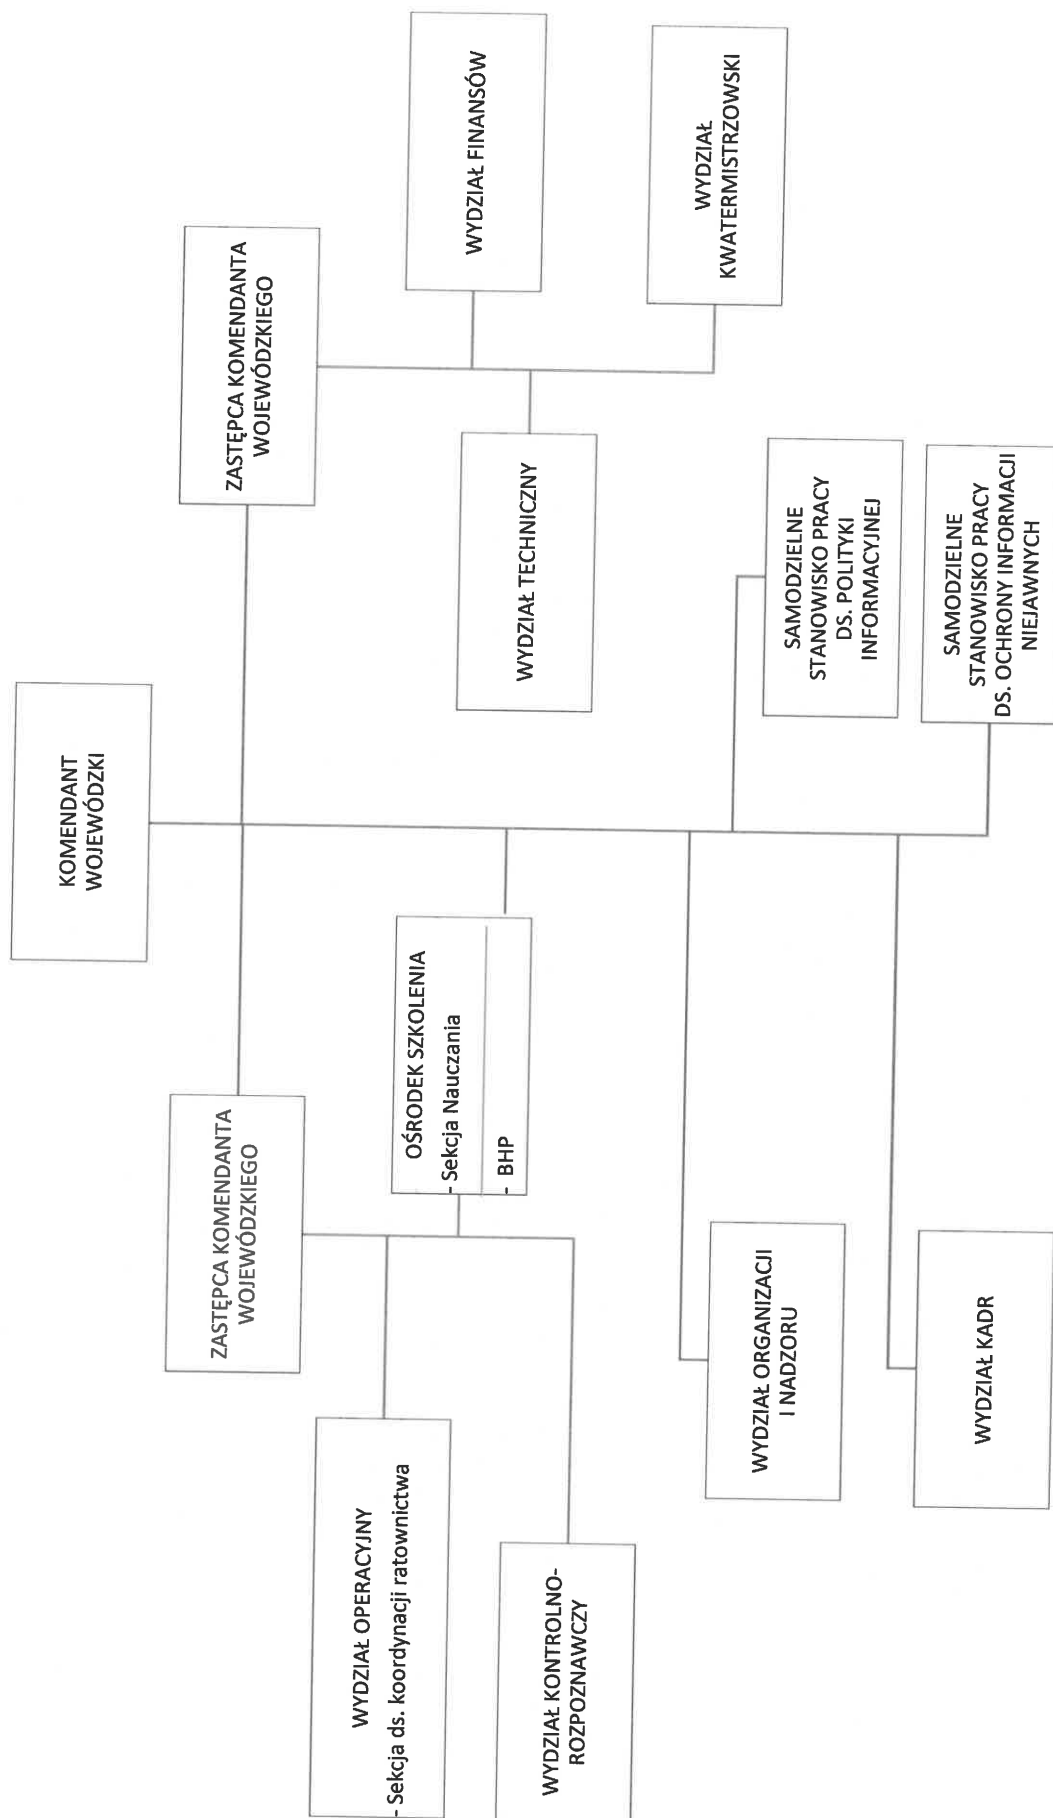 KOMENDANT
WOJEWÓDZKI
ZASTĘPCA KOMENDANTA
WOJEWÓDZKIEGO
ZASTĘPCA KOMENDANTA
WOJEWÓDZKIEGO
WYDZIAŁ OPERACYJNY
- Sekcja ds. koordynacji ratownictwa
OŚRODEK SZKOLENIA
- Sekcja Nauczania
- BHP
WYDZIAŁ KONTROLNO-
ROZPOZNAWCZY
WYDZIAŁ FINANSÓW
WYDZIAŁ TECHNICZNY
WYDZIAŁ
KWATERMISTRZOWSKI
WYDZIAŁ ORGANIZACJI
I NADZORU
SAMODZIELNE
STANOWISKO PRACY
DS. POLITYKI
INFORMACYJNEJ
WYDZIAŁ KADR
SAMODZIELNE
STANOWISKO PRACY
DS. OCHRONY INFORMACJI
NIEJAWNYCH